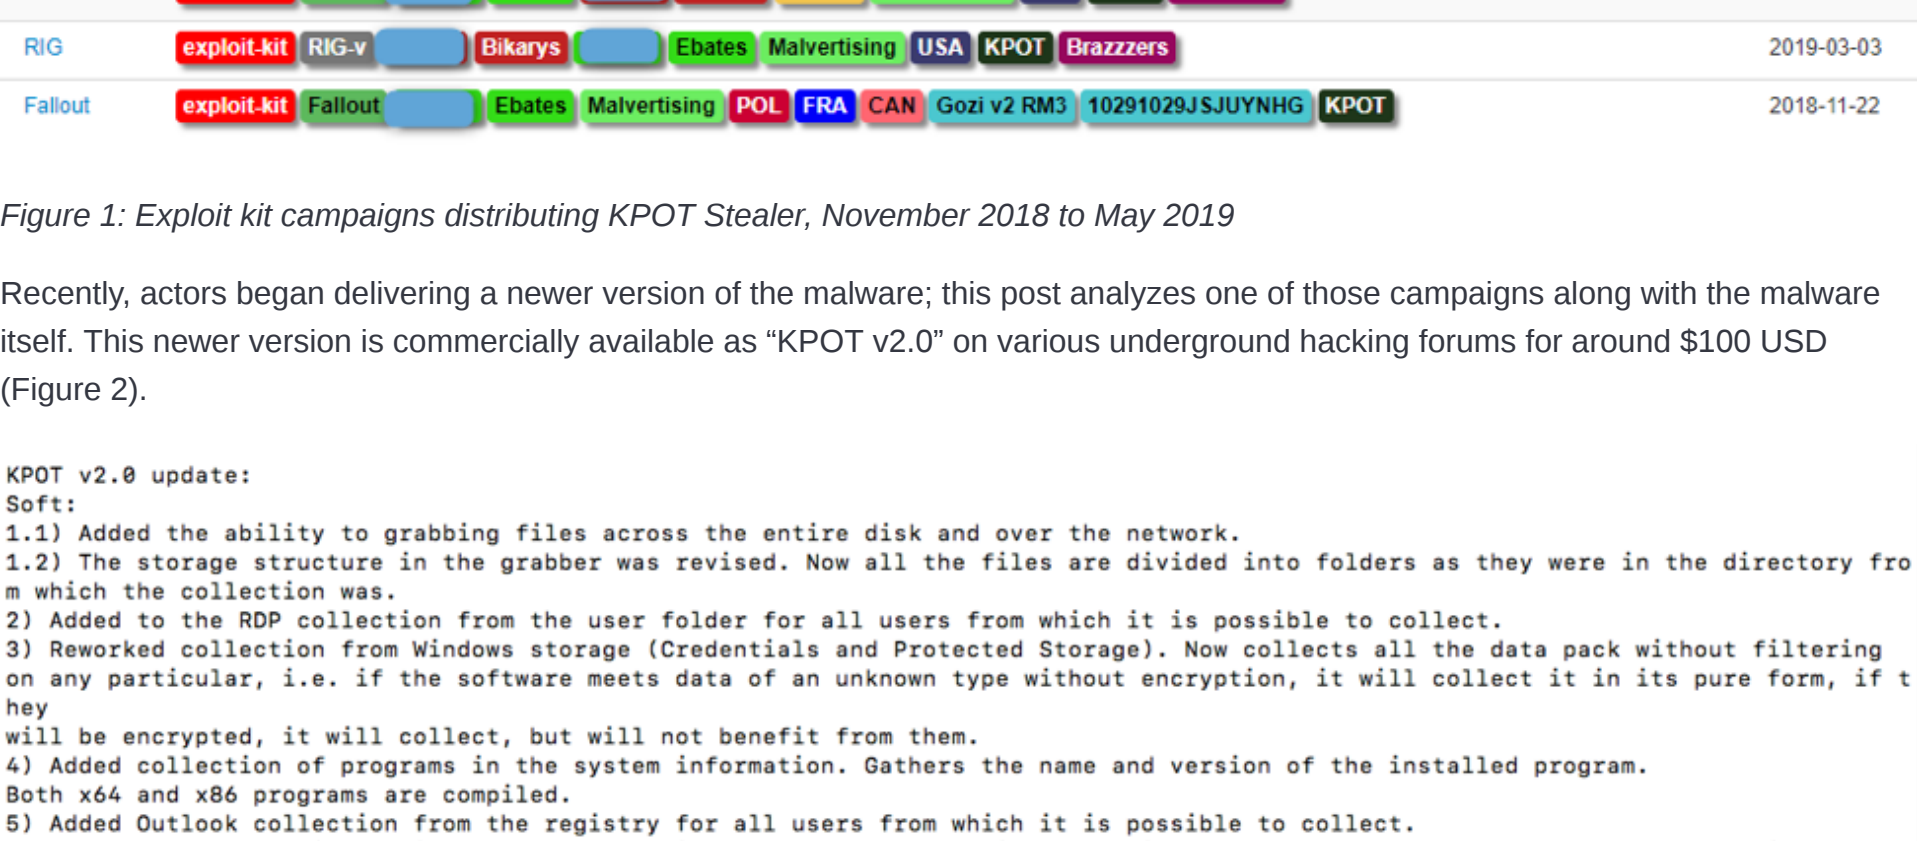 RIG exploit-kit RIG-v Bikarys Ebates Malvertising USA KPOT Brazzzers 2019-03-03
Fallout exploit-kit Fallout Ebates Malvertising POL FRA CAN Gozi v2 RM3 10291029JSJUYNHG KPOT 2018-11-22
Figure 1: Exploit kit campaigns distributing KPOT Stealer, November 2018 to May 2019
Recently, actors began delivering a newer version of the malware; this post analyzes one of those campaigns along with the malware
itself. This newer version is commercially available as “KPOT v2.0” on various underground hacking forums for around $100 USD
(Figure 2).
KPOT v2.0 update:
Soft:
1.1) Added the ability to grabbing files across the entire disk and over the network.
1.2) The storage structure in the grabber was revised. Now all the files are divided into folders as they were in the directory fro
m which the collection was.
2) Added to the RDP collection from the user folder for all users from which it is possible to collect.
3) Reworked collection from Windows storage (Credentials and Protected Storage). Now collects all the data pack without filtering
on any particular, i.e. if the software meets data of an unknown type without encryption, it will collect it in its pure form, if t
hey
will be encrypted, it will collect, but will not benefit from them.
4) Added collection of programs in the system information. Gathers the name and version of the installed program.
Both x64 and x86 programs are compiled.
5) Added Outlook collection from the registry for all users from which it is possible to collect.